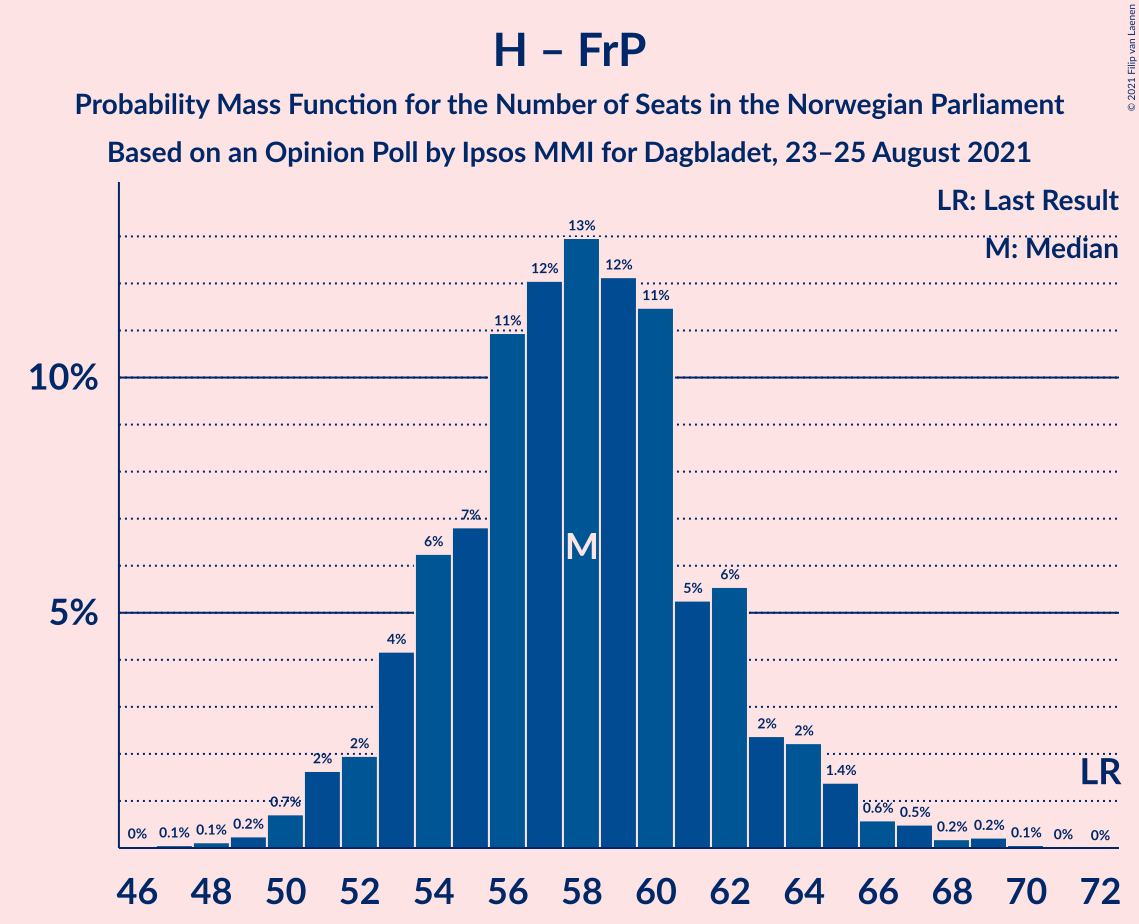 © 2021 Filip van Laenen
H – FrP
Probability Mass Function for the Number of Seats in the Norwegian Parliament
Based on an Opinion Poll by Ipsos MMI for Dagbladet, 23–25 August 2021
LR: Last Result
M: Median
10%
5%
0% 0.1% 0.1% 0.2% 0.7% 2% 2% 4% 6% 7% 11% 12% 13% 12% 11% 5% 6% 2% 2% 1.4% 0.6% 0.5% 0.2% 0.2% 0.1% 0% 0%
M
LR
46 48 50 52 54 56 58 60 62 64 66 68 70 72